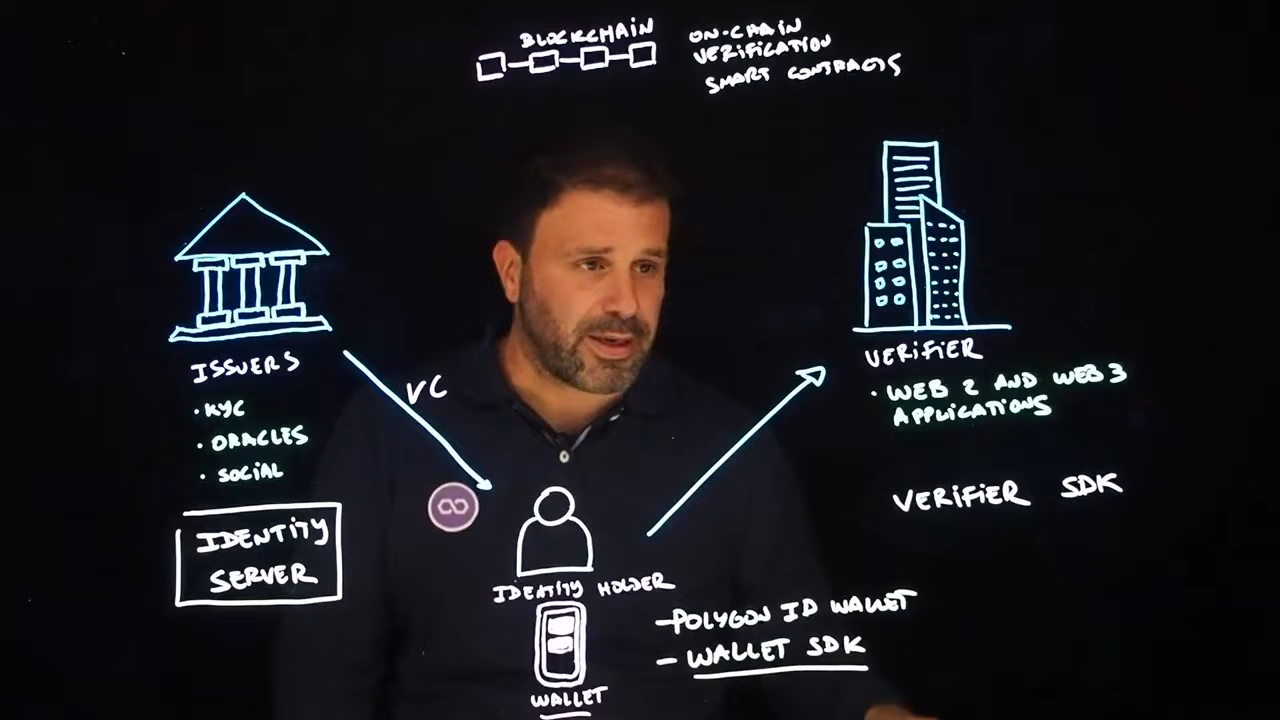 BLOCKCHAIN
ON-CHAIN
VERIFICATION
SMART CONTRACTS
ISSUERS
· KYC
· ORACLES
· SOCIAL
IDENTITY
SERVER
VC
IDENTITY HOLDER
WALLET
- POLYGON ID WALLET
- WALLET SDK
VERIFIER
· WEB 2 AND WEB 3
APPLICATIONS
VERIFIER SDK